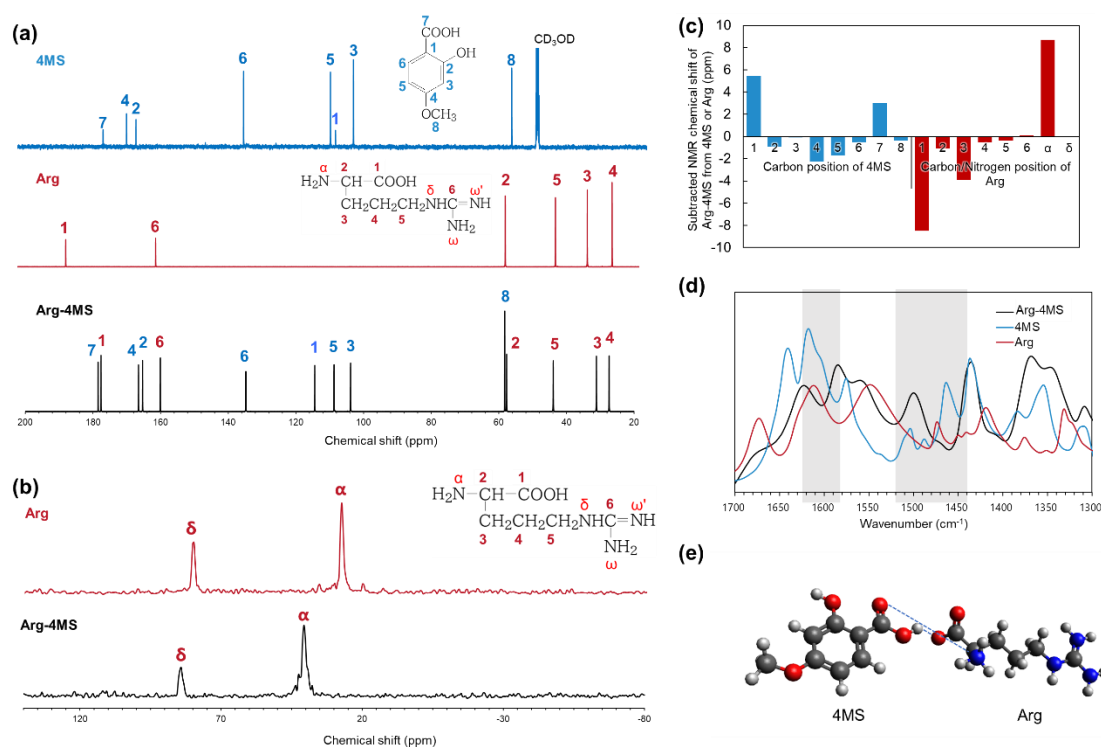 (a)
4MS
7
COOH
1
OH
2
6
3
5
4
OCH₃
8
CD₃OD
7 4 2 6 5 1 3 8
Arg
α 2 1
H₂N–CH–COOH
δ 6 ω'
CH₂CH₂CH₂NHC=NH
3 4 5
NH₂
ω
1 6 2 5 3 4
Arg-4MS
7 1 4 2 6 6 1 5 3 8 2 5 3 4
200 180 160 140 120 100 80 60 40 20
Chemical shift (ppm)
(b)
Arg
α 2 1
H₂N–CH–COOH
δ 6 ω'
CH₂CH₂CH₂NHC=NH
3 4 5
NH₂
ω
δ α
Arg-4MS
δ α
120 70 20 -30 -80
Chemical shift (ppm)
(c)
Subtracted NMR chemical shift of
Arg-4MS from 4MS or Arg (ppm)
10
8
6
4
2
0
-2
-4
-6
-8
-10
1 2 3 4 5 6 7 8 1 2 3 4 5 6 α δ
Carbon position of 4MS
Carbon/Nitrogen position of
Arg
(d)
Arg-4MS
4MS
Arg
1700 1650 1600 1550 1500 1450 1400 1350 1300
Wavenumber (cm⁻¹)
(e)
4MS
Arg